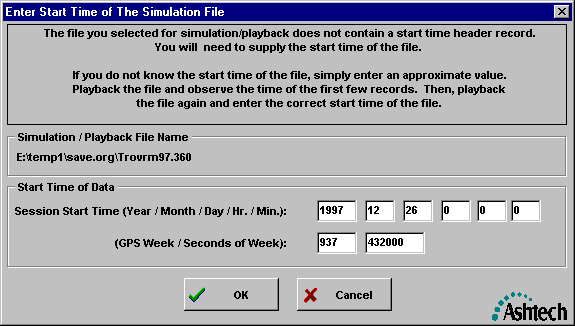 Enter Start Time of The Simulation File
The file you selected for simulation/playback does not contain a start time header record.
You will need to supply the start time of the file.
If you do not know the start time of the file, simply enter an approximate value.
Playback the file and observe the time of the first few records. Then, playback
the file again and enter the correct start time of the file.
Simulation / Playback File Name
E:\temp1\save.org\Trovrm97.360
Start Time of Data
Session Start Time (Year / Month / Day / Hr. / Min.): 1997 12 26 0 0 0
(GPS Week / Seconds of Week): 937 432000
OK Cancel
Ashtech